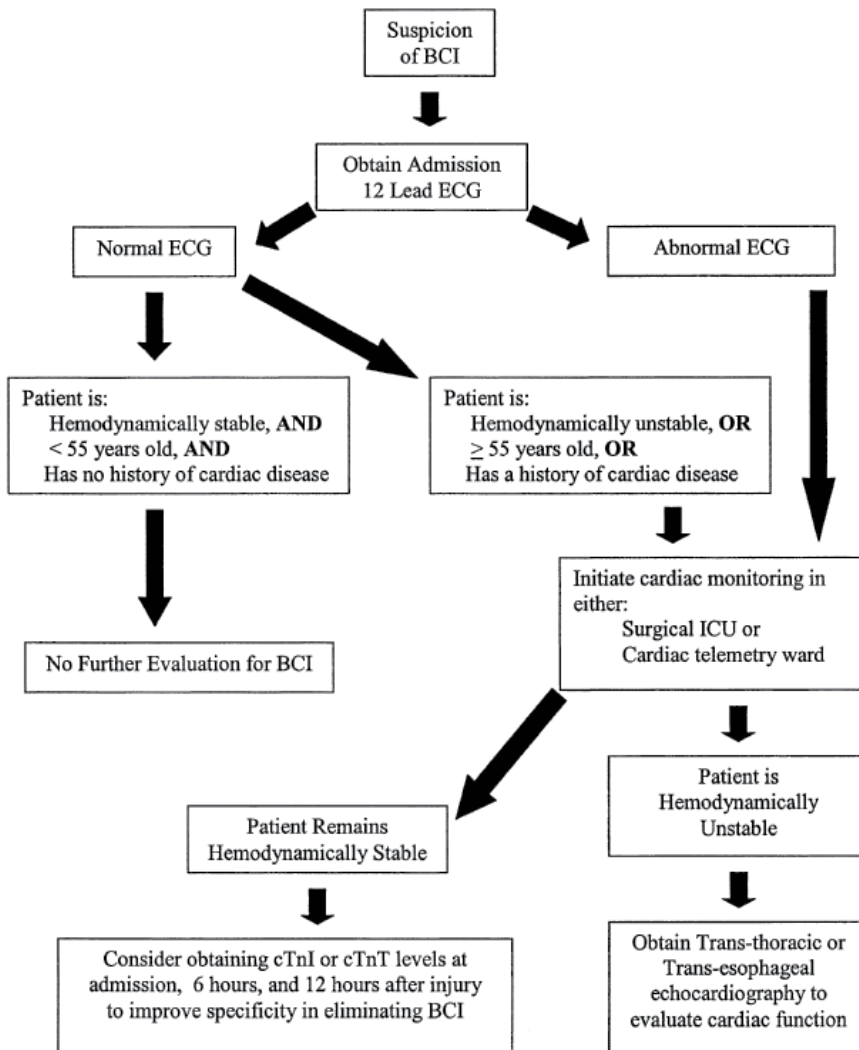 Suspicion
of BCI
Obtain Admission
12 Lead ECG
Normal ECG
Abnormal ECG
Patient is:
Hemodynamically stable, AND
< 55 years old, AND
Has no history of cardiac disease
Patient is:
Hemodynamically unstable, OR
≥ 55 years old, OR
Has a history of cardiac disease
Initiate cardiac monitoring in
either:
Surgical ICU or
Cardiac telemetry ward
No Further Evaluation for BCI
Patient is
Hemodynamically
Unstable
Patient Remains
Hemodynamically Stable
Consider obtaining cTnI or cTnT levels at
admission, 6 hours, and 12 hours after injury
to improve specificity in eliminating BCI
Obtain Trans-thoracic or
Trans-esophageal
echocardiography to
evaluate cardiac function